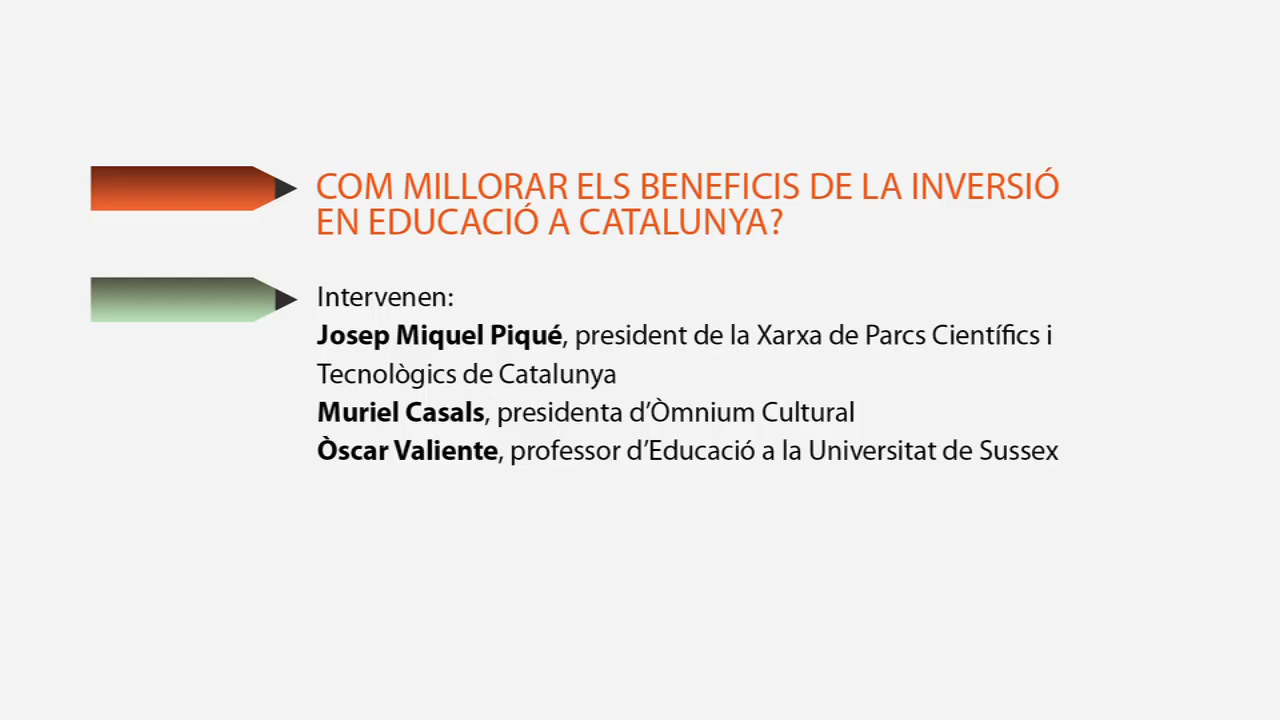 COM MILLORAR ELS BENEFICIS DE LA INVERSIÓ
EN EDUCACIÓ A CATALUNYA?
Intervenen:
Josep Miquel Piqué, president de la Xarxa de Parcs Científics i
Tecnològics de Catalunya
Muriel Casals, presidenta d’Òmnium Cultural
Òscar Valiente, professor d’Educació a la Universitat de Sussex